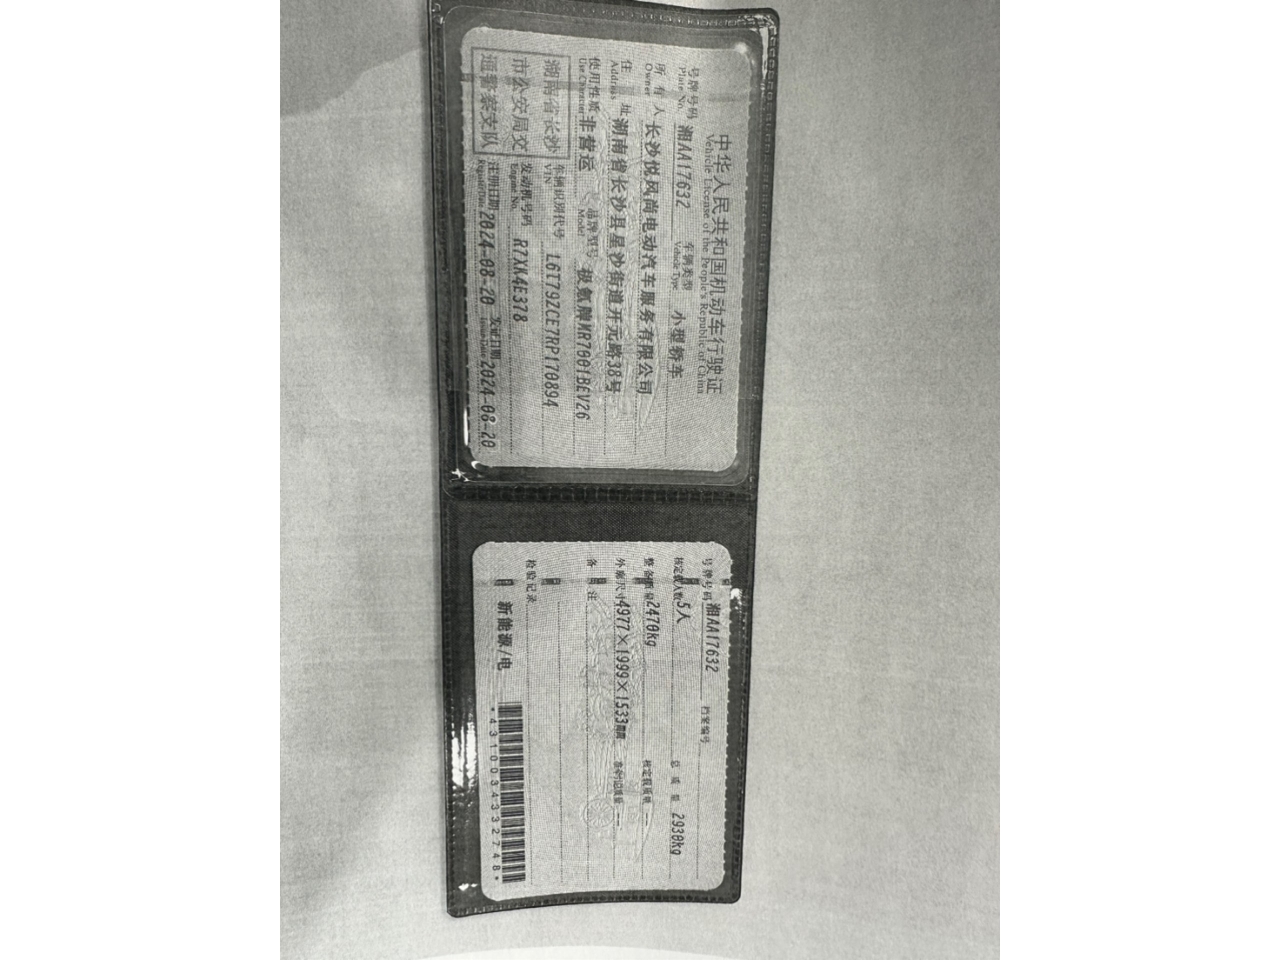 中华人民共和国机动车行驶证
Vehicle License of the People's Republic of China
号牌号码 湘AA17632 车辆类型 小型轿车
Plate No. Vehicle Type
所有人 长沙悦风尚电动汽车服务有限公司
Owner
住址 湖南省长沙县星沙街道开元路38号
Address
使用性质 非营运 品牌型号 极氪牌MR7001BEV26
Use Character Model
湖南省长沙市公安局交通警察支队
车辆识别代号 L6T79ZCE7RP170894
VIN
发动机号码 R7XK4E378
Engine No.
注册日期 2024-08-20 发证日期 2024-08-20
Register Date Issue Date
号牌号码 湘AA17632 档案编号
核定载人数 5人 总质量 2930kg
整备质量 2470kg 核定载质量 --
外廓尺寸 4977×1999×1533mm 准牵引总质量 --
备注
检验记录
新能源/电
*4310034332748*